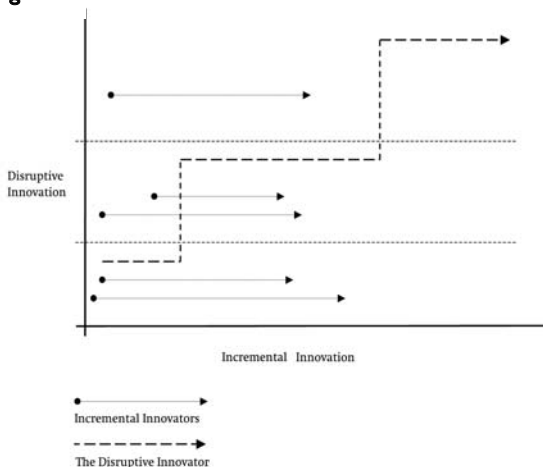 Disruptive
Innovation
Incremental Innovation
Incremental Innovators
The Disruptive Innovator